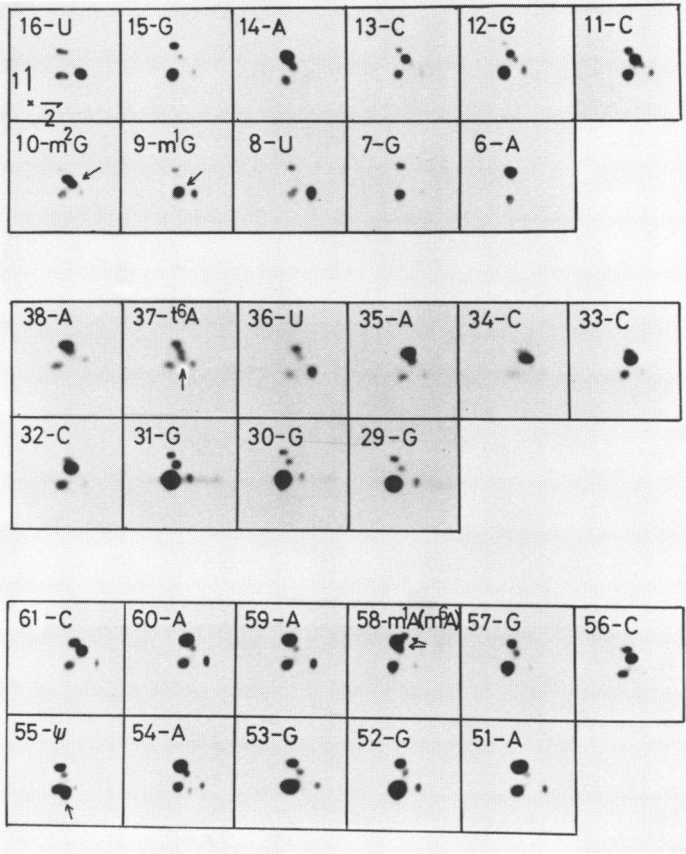 16-U 15-G 14-A 13-C 12-G 11-C
1
2
10-m²G 9-m¹G 8-U 7-G 6-A
38-A 37-t⁶A 36-U 35-A 34-C 33-C
32-C 31-G 30-G 29-G
61-C 60-A 59-A 58-m¹A(m⁶A) 57-G 56-C
55-ψ 54-A 53-G 52-G 51-A